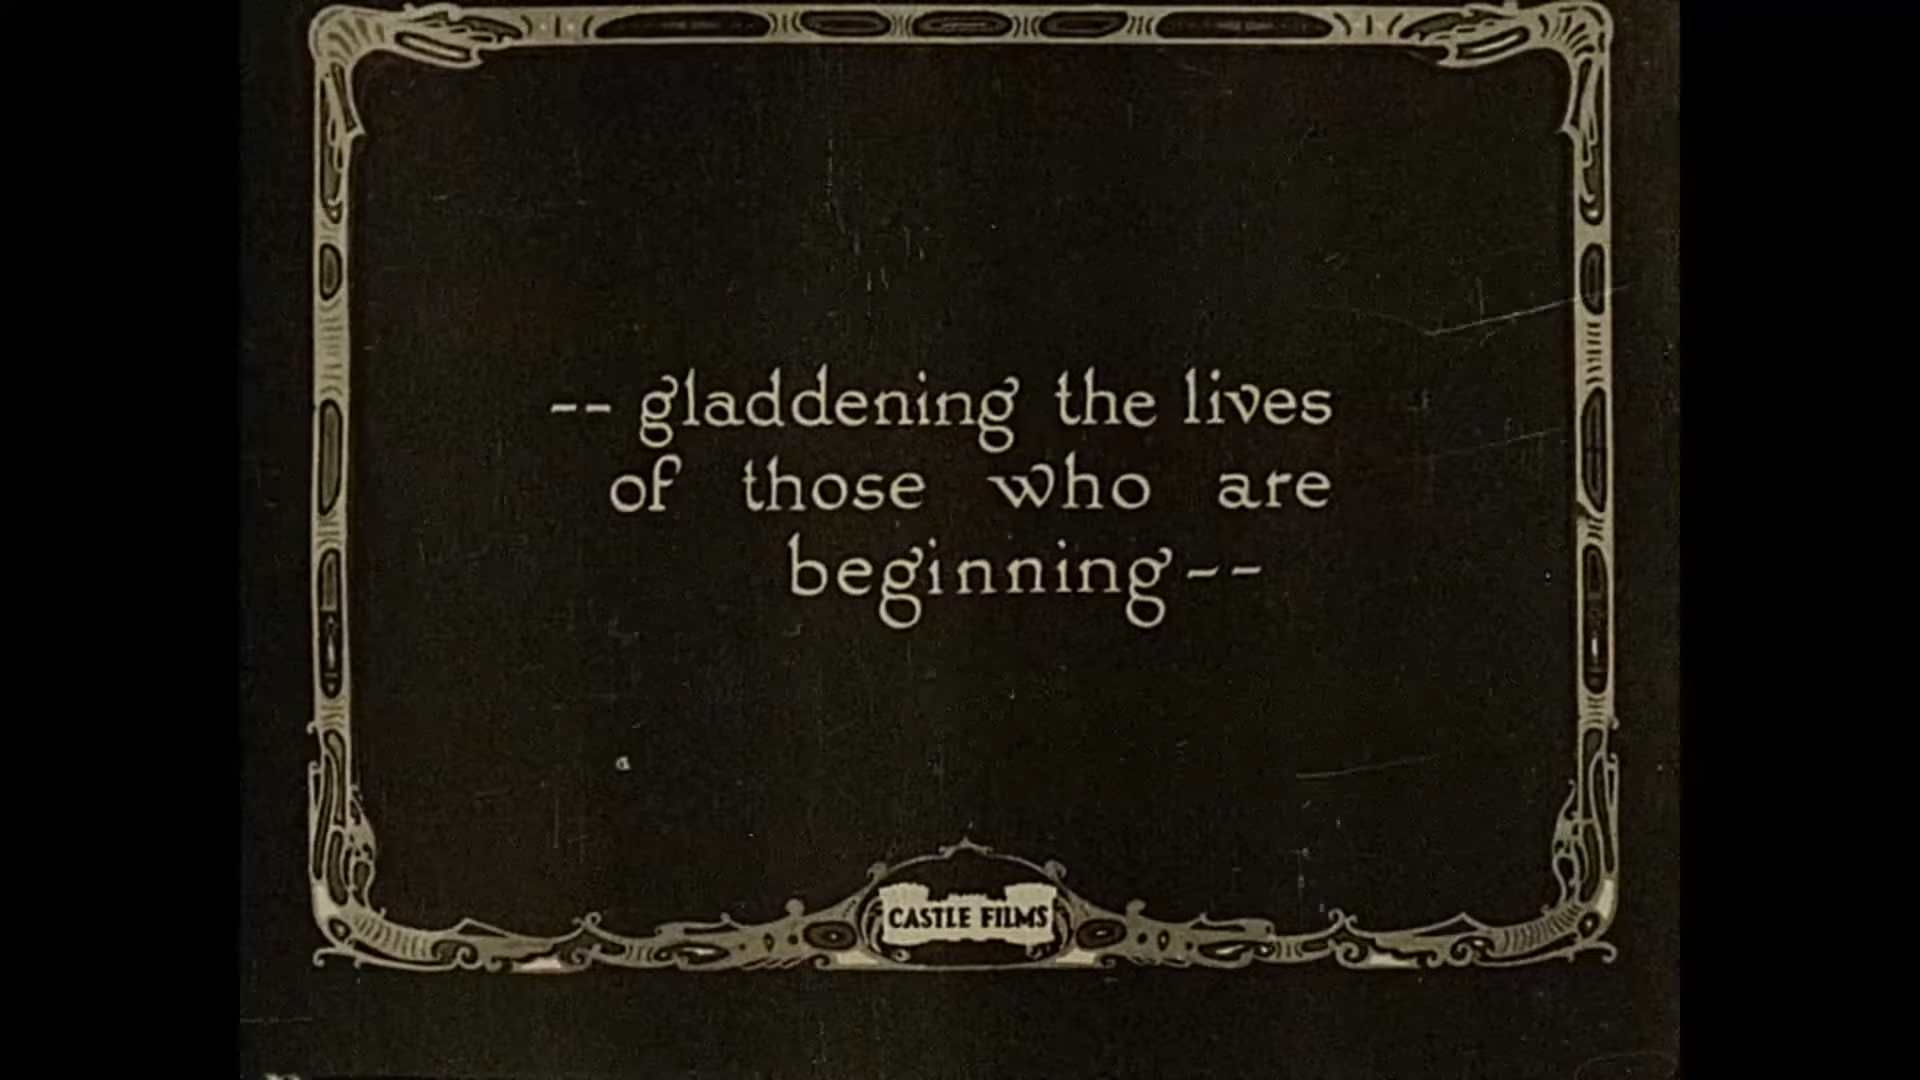 -- gladdening the lives
of those who are
beginning--
CASTLE FILMS